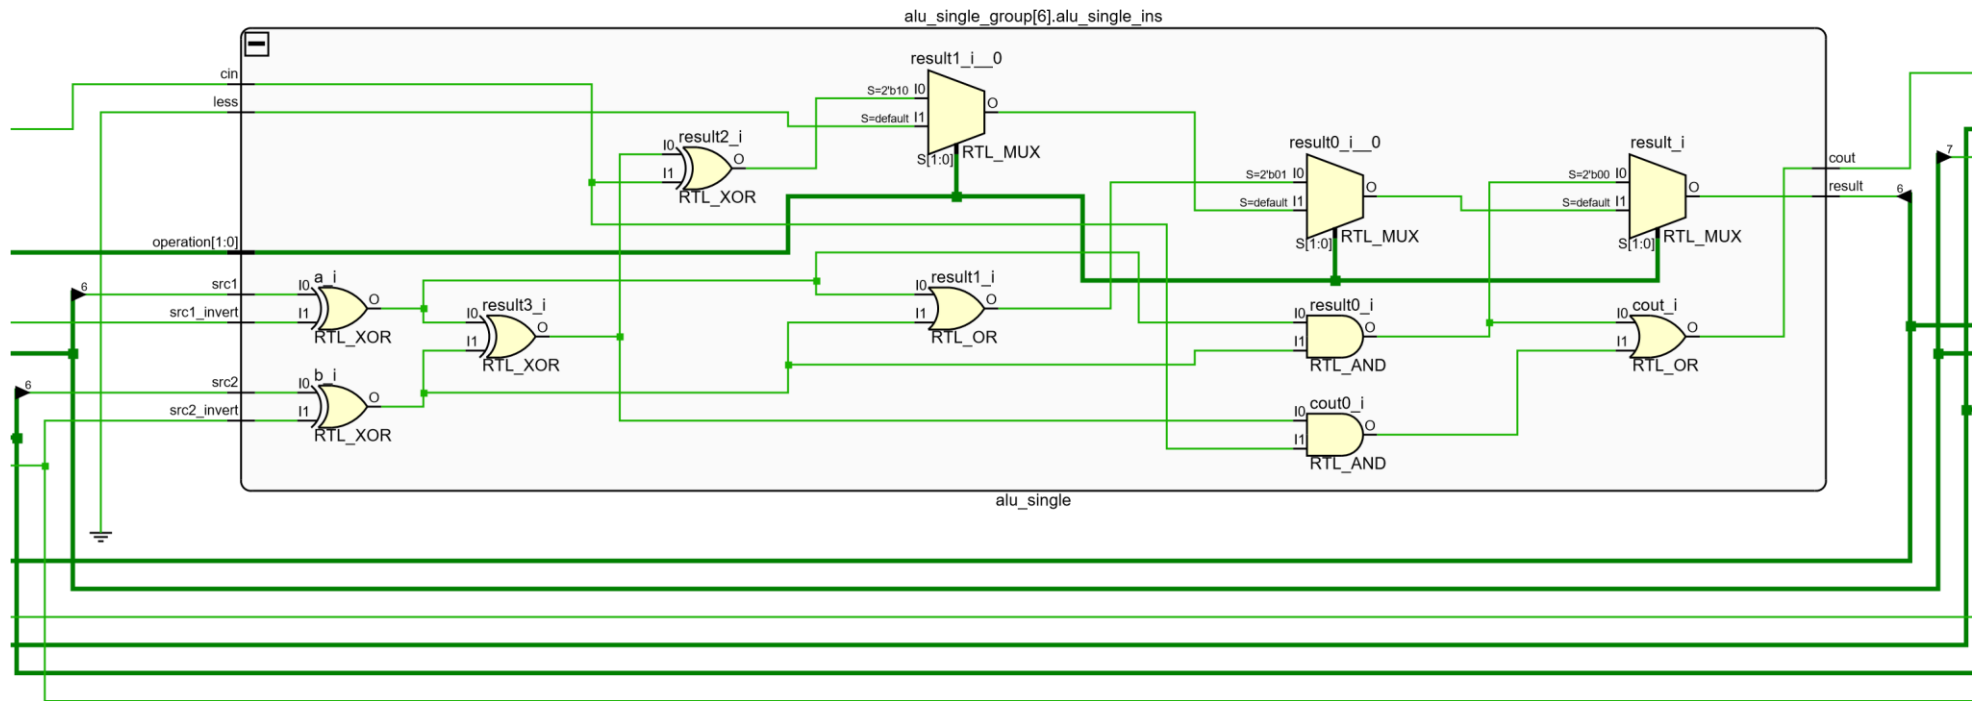 alu_single_group[6].alu_single_ins
cin
less
operation[1:0]
src1
src1_invert
src2
src2_invert
6
6
a_i
I0
I1
O
RTL_XOR
b_i
I0
I1
O
RTL_XOR
result3_i
I0
I1
O
RTL_XOR
result2_i
I0
I1
O
RTL_XOR
result1_i__0
S=2'b10 I0
S=default I1
S[1:0]
O
RTL_MUX
result1_i
I0
I1
O
RTL_OR
result0_i__0
S=2'b01 I0
S=default I1
S[1:0]
O
RTL_MUX
result0_i
I0
I1
O
RTL_AND
cout0_i
I0
I1
O
RTL_AND
result_i
S=2'b00 I0
S=default I1
S[1:0]
O
RTL_MUX
cout_i
I0
I1
O
RTL_OR
cout
result
6
7
alu_single